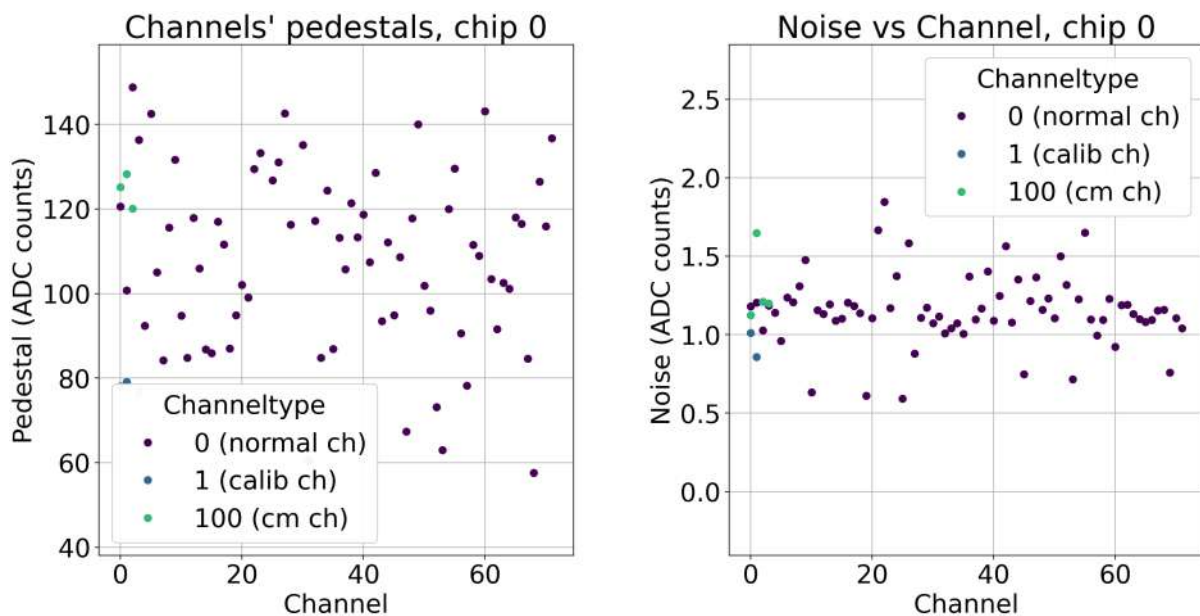 Channels' pedestals, chip 0
Pedestal (ADC counts)
140
120
100
80
60
40
Channeltype
0 (normal ch)
1 (calib ch)
100 (cm ch)
0
20
40
60
Channel
Noise vs Channel, chip 0
Noise (ADC counts)
2.5
2.0
1.5
1.0
0.5
0.0
Channeltype
0 (normal ch)
1 (calib ch)
100 (cm ch)
0
20
40
60
Channel